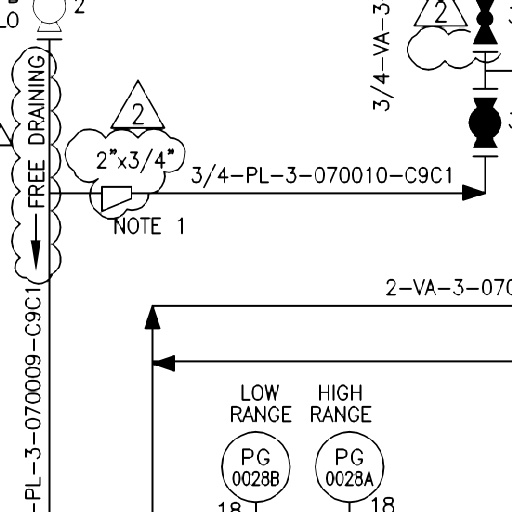 2
LO
2
3/4-VA-3
FREE DRAINING
2
2"x3/4"
3/4-PL-3-070010-C9C1
NOTE 1
2-VA-3-070
-PL-3-070009-C9C1
LOW RANGE
HIGH RANGE
PG
0028B
PG
0028A
18
18